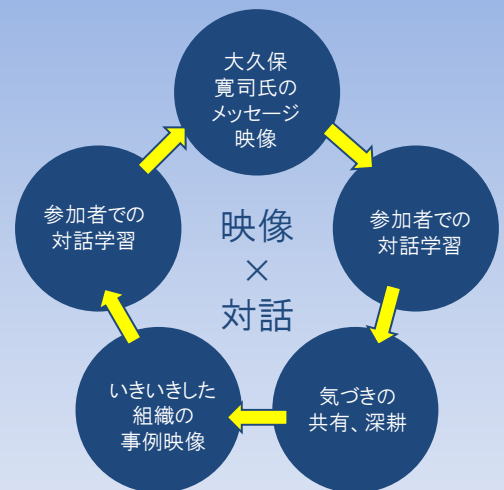 大久保
寛司氏の
メッセージ
映像
参加者での
対話学習
気づきの
共有、深耕
いきいきした
組織の
事例映像
参加者での
対話学習
映像
×
対話